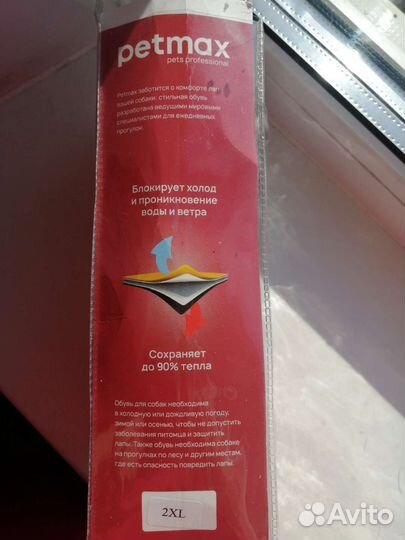 petmax
pets professional
Petmax заботится о комфорте лап
вашей собаки: стильная обувь
разработана ведущими мировыми
специалистами для ежедневных
прогулок.
Блокирует холод
и проникновение
воды и ветра
Сохраняет
до 90% тепла
Обувь для собак необходима
в холодную или дождливую погоду,
зимой или осенью, чтобы не допустить
заболевания питомца и защитить
лапы. Также обувь необходима собаке
на прогулках по лесу и другим местам,
где есть опасность повредить лапы.
2XL
Avito